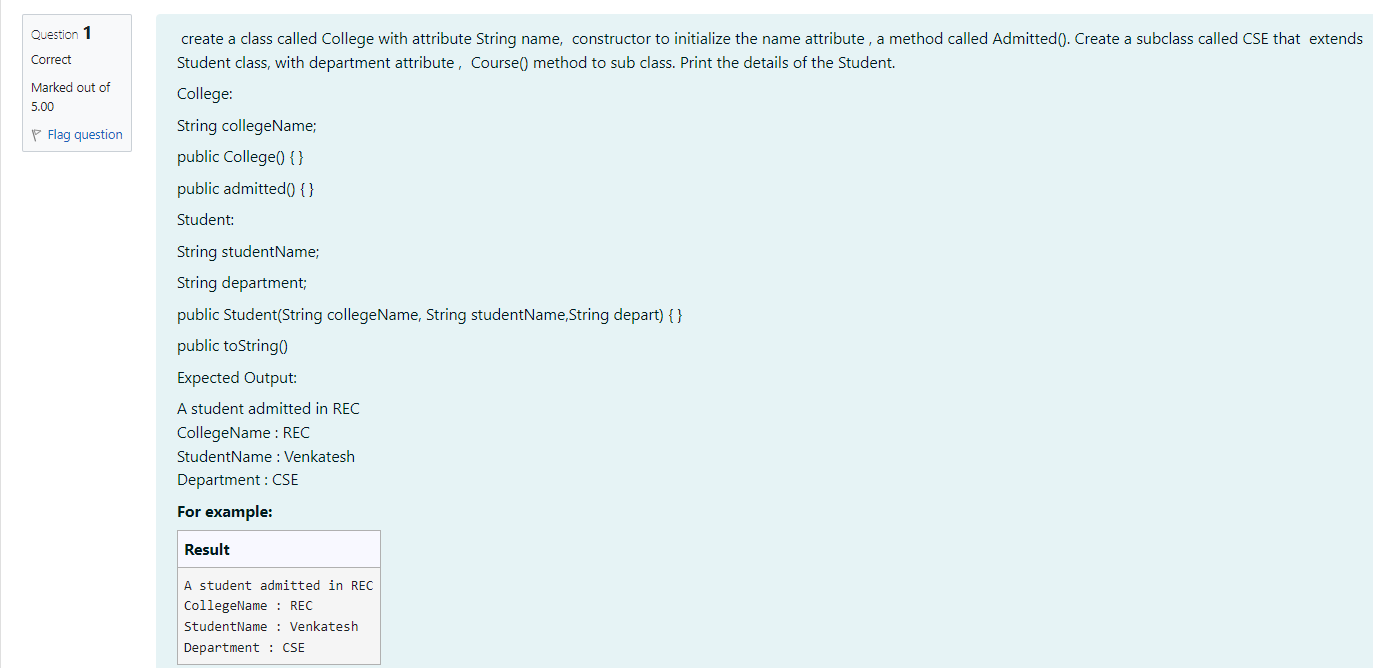 Question 1
Correct
Marked out of
5.00
Flag question
create a class called College with attribute String name, constructor to initialize the name attribute , a method called Admitted(). Create a subclass called CSE that extends
Student class, with department attribute , Course() method to sub class. Print the details of the Student.
College:
String collegeName;
public College() { }
public admitted() { }
Student:
String studentName;
String department;
public Student(String collegeName, String studentName,String depart) { }
public toString()
Expected Output:
A student admitted in REC
CollegeName : REC
StudentName : Venkatesh
Department : CSE
For example:
Result
A student admitted in REC
CollegeName : REC
StudentName : Venkatesh
Department : CSE